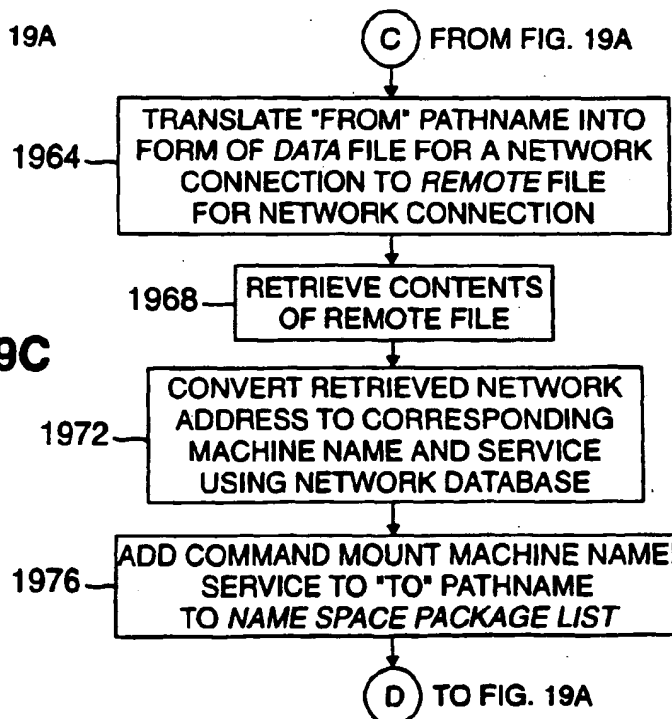 19A
C FROM FIG. 19A
1964
TRANSLATE "FROM" PATHNAME INTO
FORM OF DATA FILE FOR A NETWORK
CONNECTION TO REMOTE FILE
FOR NETWORK CONNECTION
1968
RETRIEVE CONTENTS
OF REMOTE FILE
9C
1972
CONVERT RETRIEVED NETWORK
ADDRESS TO CORRESPONDING
MACHINE NAME AND SERVICE
USING NETWORK DATABASE
1976
ADD COMMAND MOUNT MACHINE NAME
SERVICE TO "TO" PATHNAME
TO NAME SPACE PACKAGE LIST
D TO FIG. 19A